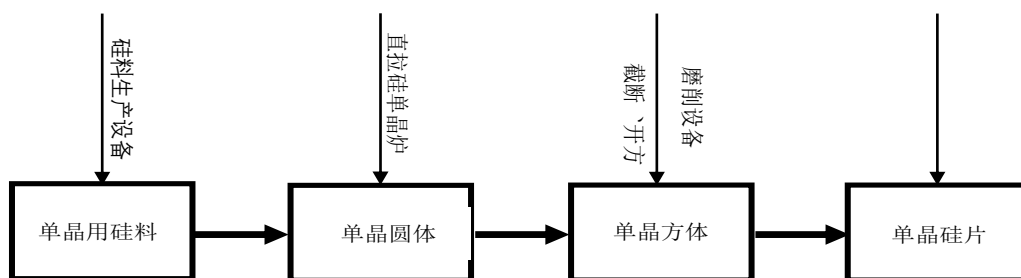 硅料生产设备
直拉硅单晶炉
磨削设备
截断、开方
单晶用硅料
单晶圆体
单晶方体
单晶硅片